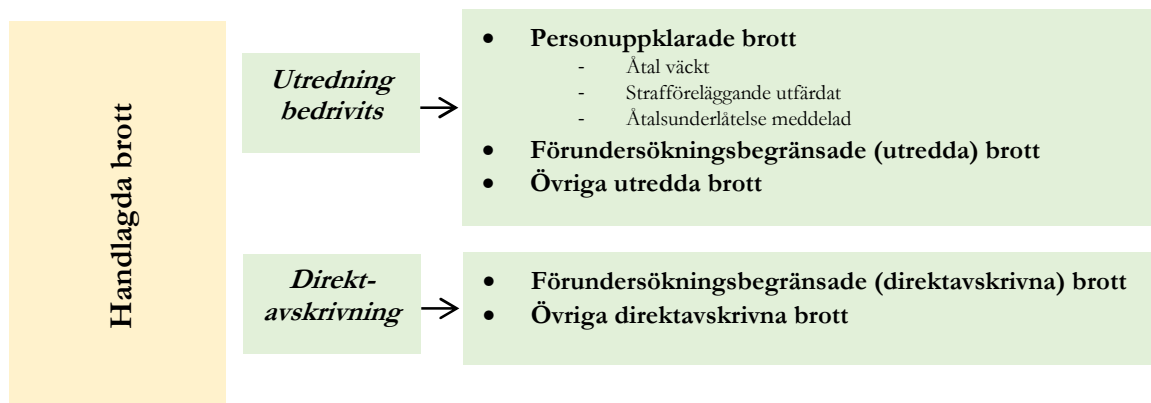 Handlagda brott
Utredning
bedrivits
• Personuppklarade brott
- Åtal väckt
- Strafföreläggande utfärdat
- Åtalsunderlåtelse meddelad
• Förundersökningsbegränsade (utredda) brott
• Övriga utredda brott
Direkt-
avskrivning
• Förundersökningsbegränsade (direktavskrivna) brott
• Övriga direktavskrivna brott